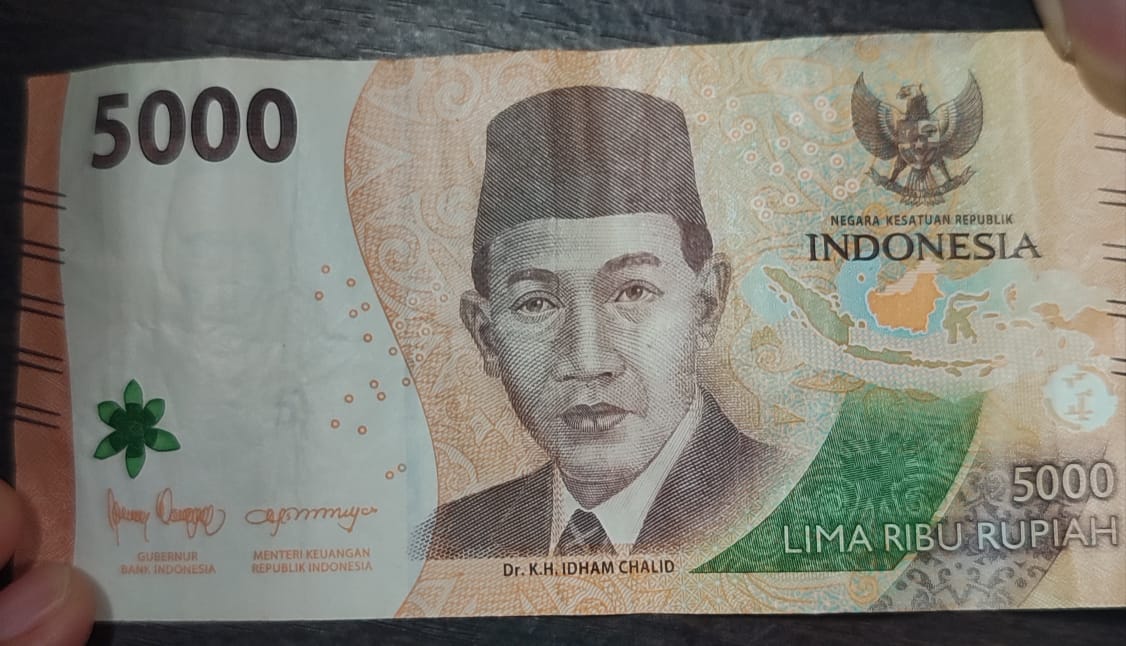 5000
NEGARA KESATUAN REPUBLIK
INDONESIA
5000
LIMA RIBU RUPIAH
GUBERNUR
BANK INDONESIA
MENTERI KEUANGAN
REPUBLIK INDONESIA
Dr. K.H. IDHAM CHALID